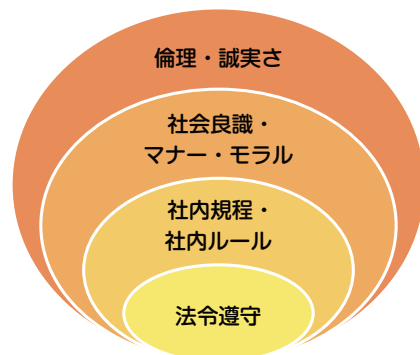 倫理・誠実さ
社会良識・
マナー・モラル
社内規程・
社内ルール
法令遵守